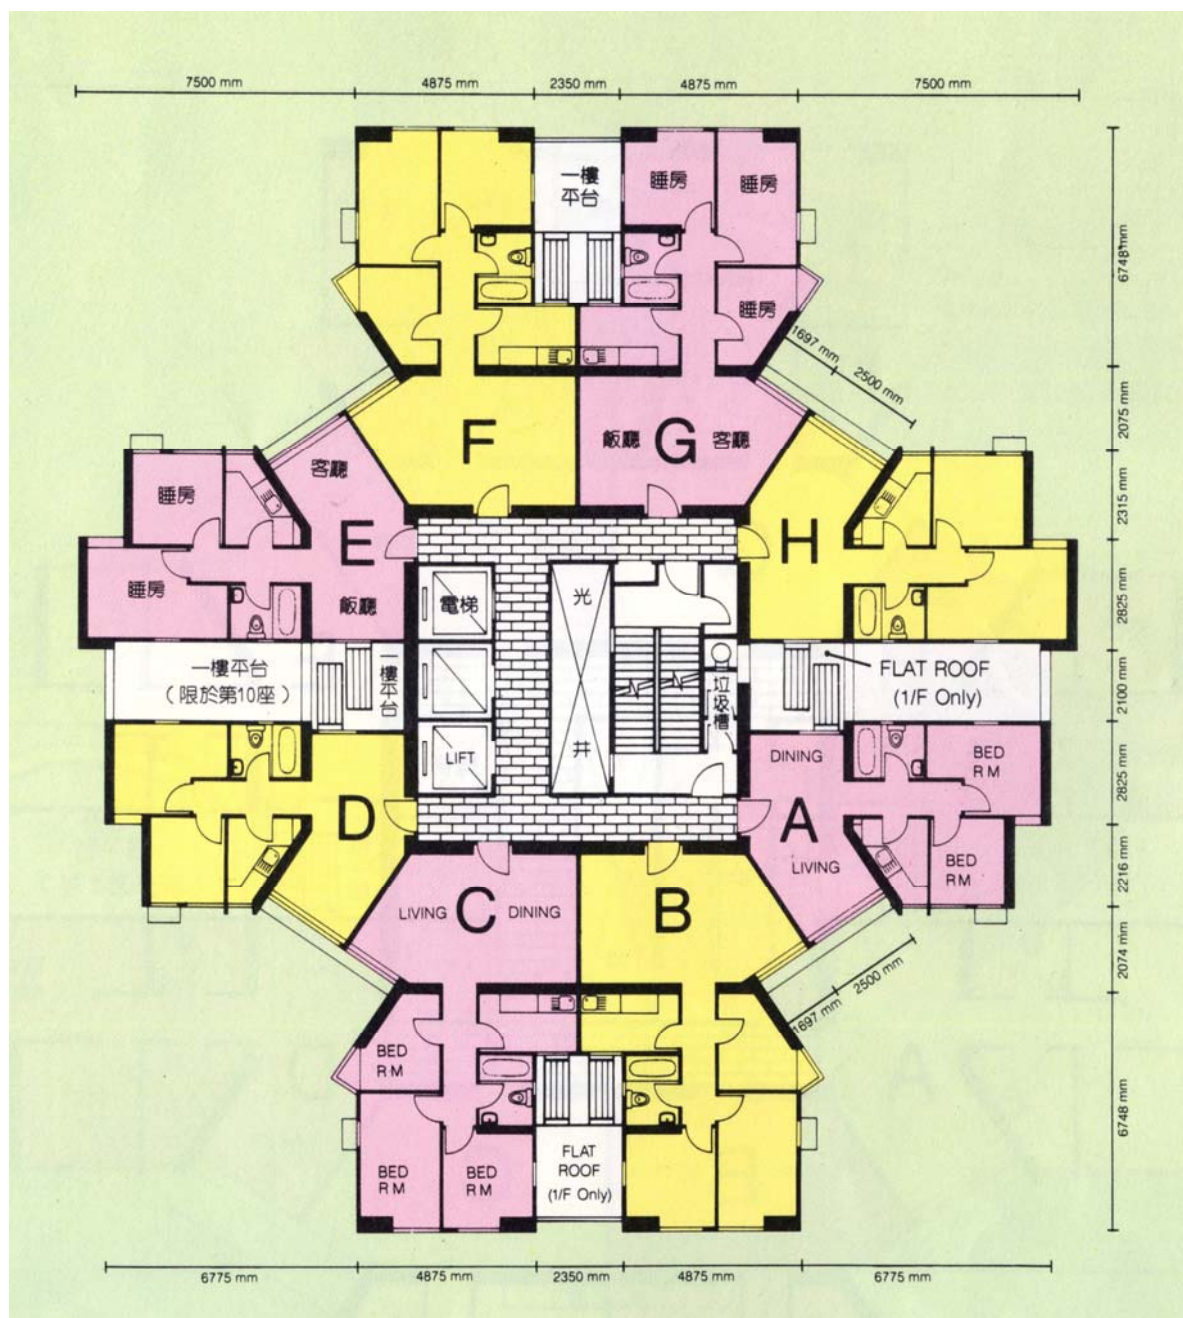 7500 mm
4875 mm
2350 mm
4875 mm
7500 mm
一樓
平台
睡房
睡房
6748 mm
睡房
1697 mm
2500 mm
2075 mm
F
飯廳
G
客廳
客廳
睡房
2315 mm
E
H
睡房
飯廳
電梯
光
2825 mm
一樓平台
(限於第10座)
一樓平台
垃圾槽
FLAT ROOF
(1/F Only)
2100 mm
LIFT
井
DINING
BED
RM
2825 mm
D
A
LIVING
BED
RM
2216 mm
LIVING
C
DINING
B
2074 mm
2500 mm
1697 mm
BED
RM
6748 mm
BED
RM
BED
RM
FLAT
ROOF
(1/F Only)
6775 mm
4875 mm
2350 mm
4875 mm
6775 mm